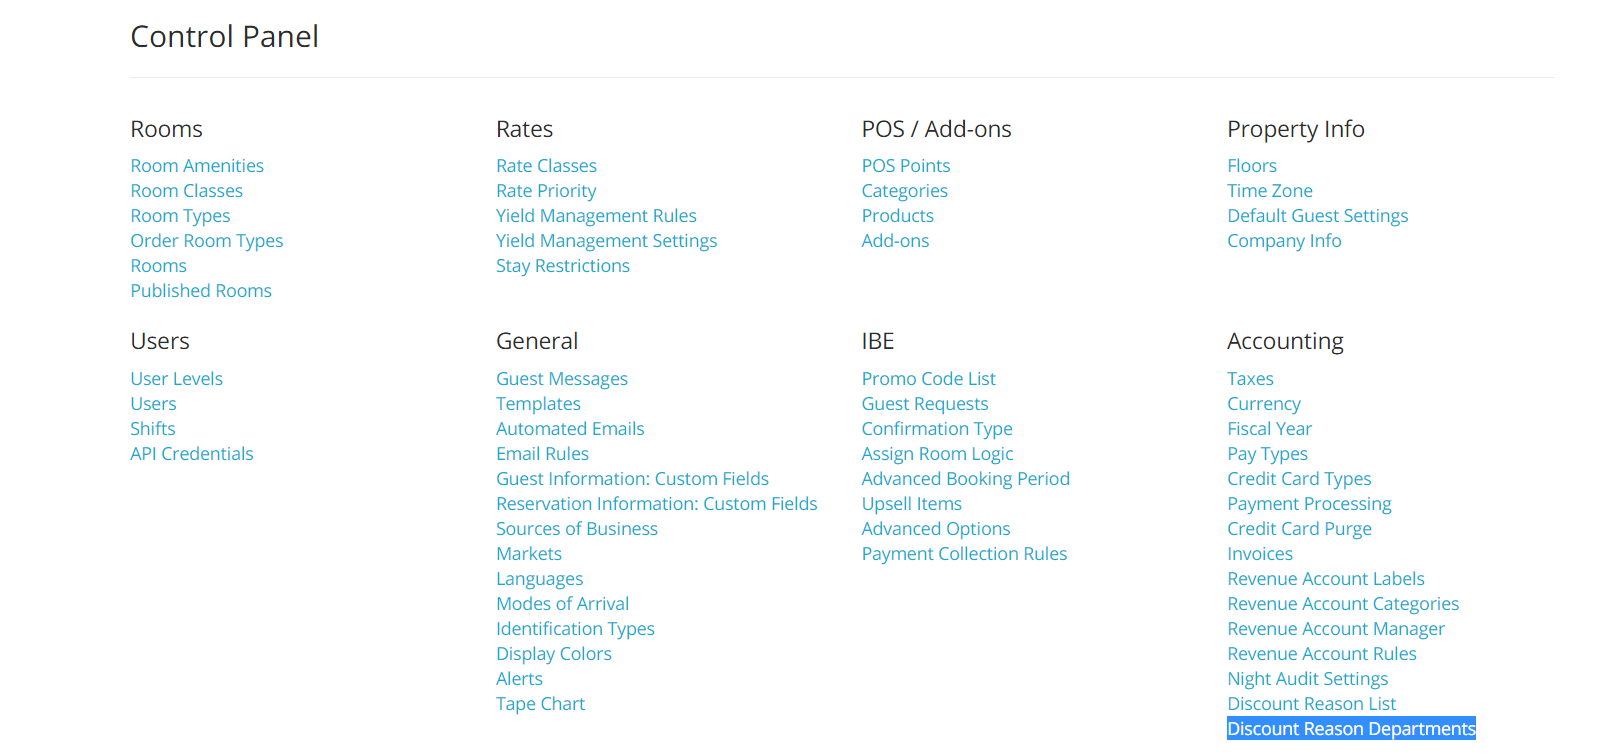 Control Panel
Rooms
Room Amenities
Room Classes
Room Types
Order Room Types
Rooms
Published Rooms
Rates
Rate Classes
Rate Priority
Yield Management Rules
Yield Management Settings
Stay Restrictions
POS / Add-ons
POS Points
Categories
Products
Add-ons
Property Info
Floors
Time Zone
Default Guest Settings
Company Info
Users
User Levels
Users
Shifts
API Credentials
General
Guest Messages
Templates
Automated Emails
Email Rules
Guest Information: Custom Fields
Reservation Information: Custom Fields
Sources of Business
Markets
Languages
Modes of Arrival
Identification Types
Display Colors
Alerts
Tape Chart
IBE
Promo Code List
Guest Requests
Confirmation Type
Assign Room Logic
Advanced Booking Period
Upsell Items
Advanced Options
Payment Collection Rules
Accounting
Taxes
Currency
Fiscal Year
Pay Types
Credit Card Types
Payment Processing
Credit Card Purge
Invoices
Revenue Account Labels
Revenue Account Categories
Revenue Account Manager
Revenue Account Rules
Night Audit Settings
Discount Reason List
Discount Reason Departments